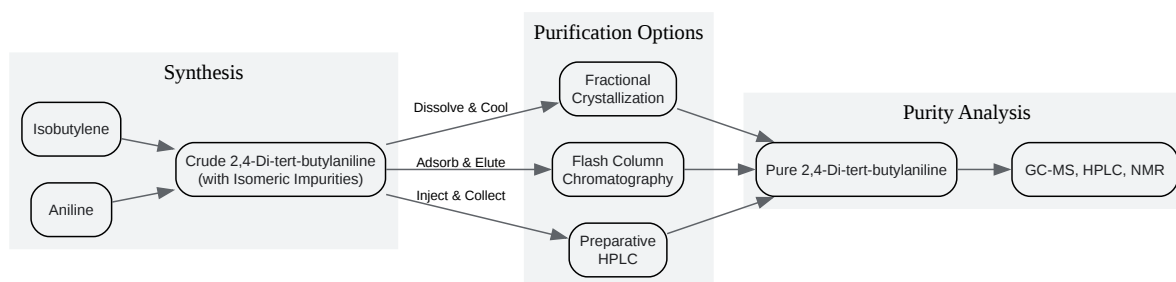 Synthesis
Isobutylene
Aniline
Crude 2,4-Di-tert-butylaniline
(with Isomeric Impurities)
Dissolve & Cool
Adsorb & Elute
Inject & Collect
Purification Options
Fractional
Crystallization
Flash Column
Chromatography
Preparative
HPLC
Purity Analysis
Pure 2,4-Di-tert-butylaniline
GC-MS, HPLC, NMR